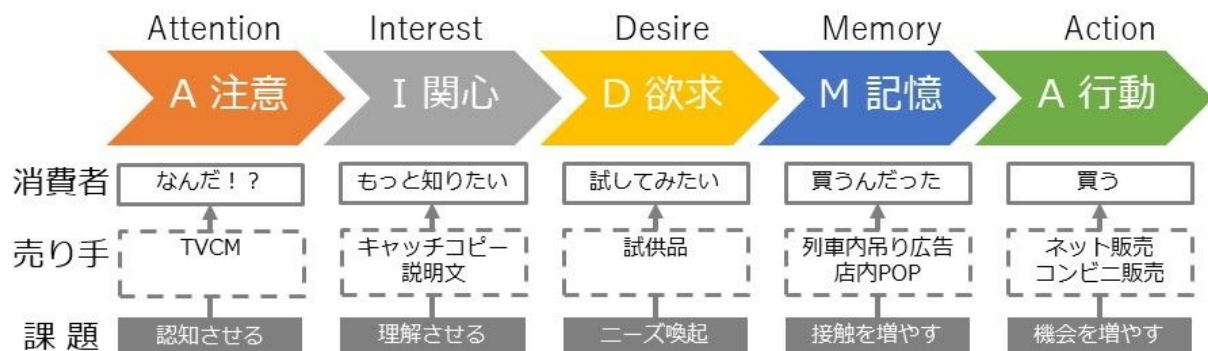 Attention Interest Desire Memory Action
A 注意 I 関心 D 欲求 M 記憶 A 行動
消費者 なんだ！？ もっと知りたい 試してみたい 買うんだった 買う
売り手 TVCM キャッチコピー 試供品 列車内吊り広告 ネット販売
説明文 店内POP コンビニ販売
課 題 認知させる 理解させる ニーズ喚起 接触を増やす 機会を増やす